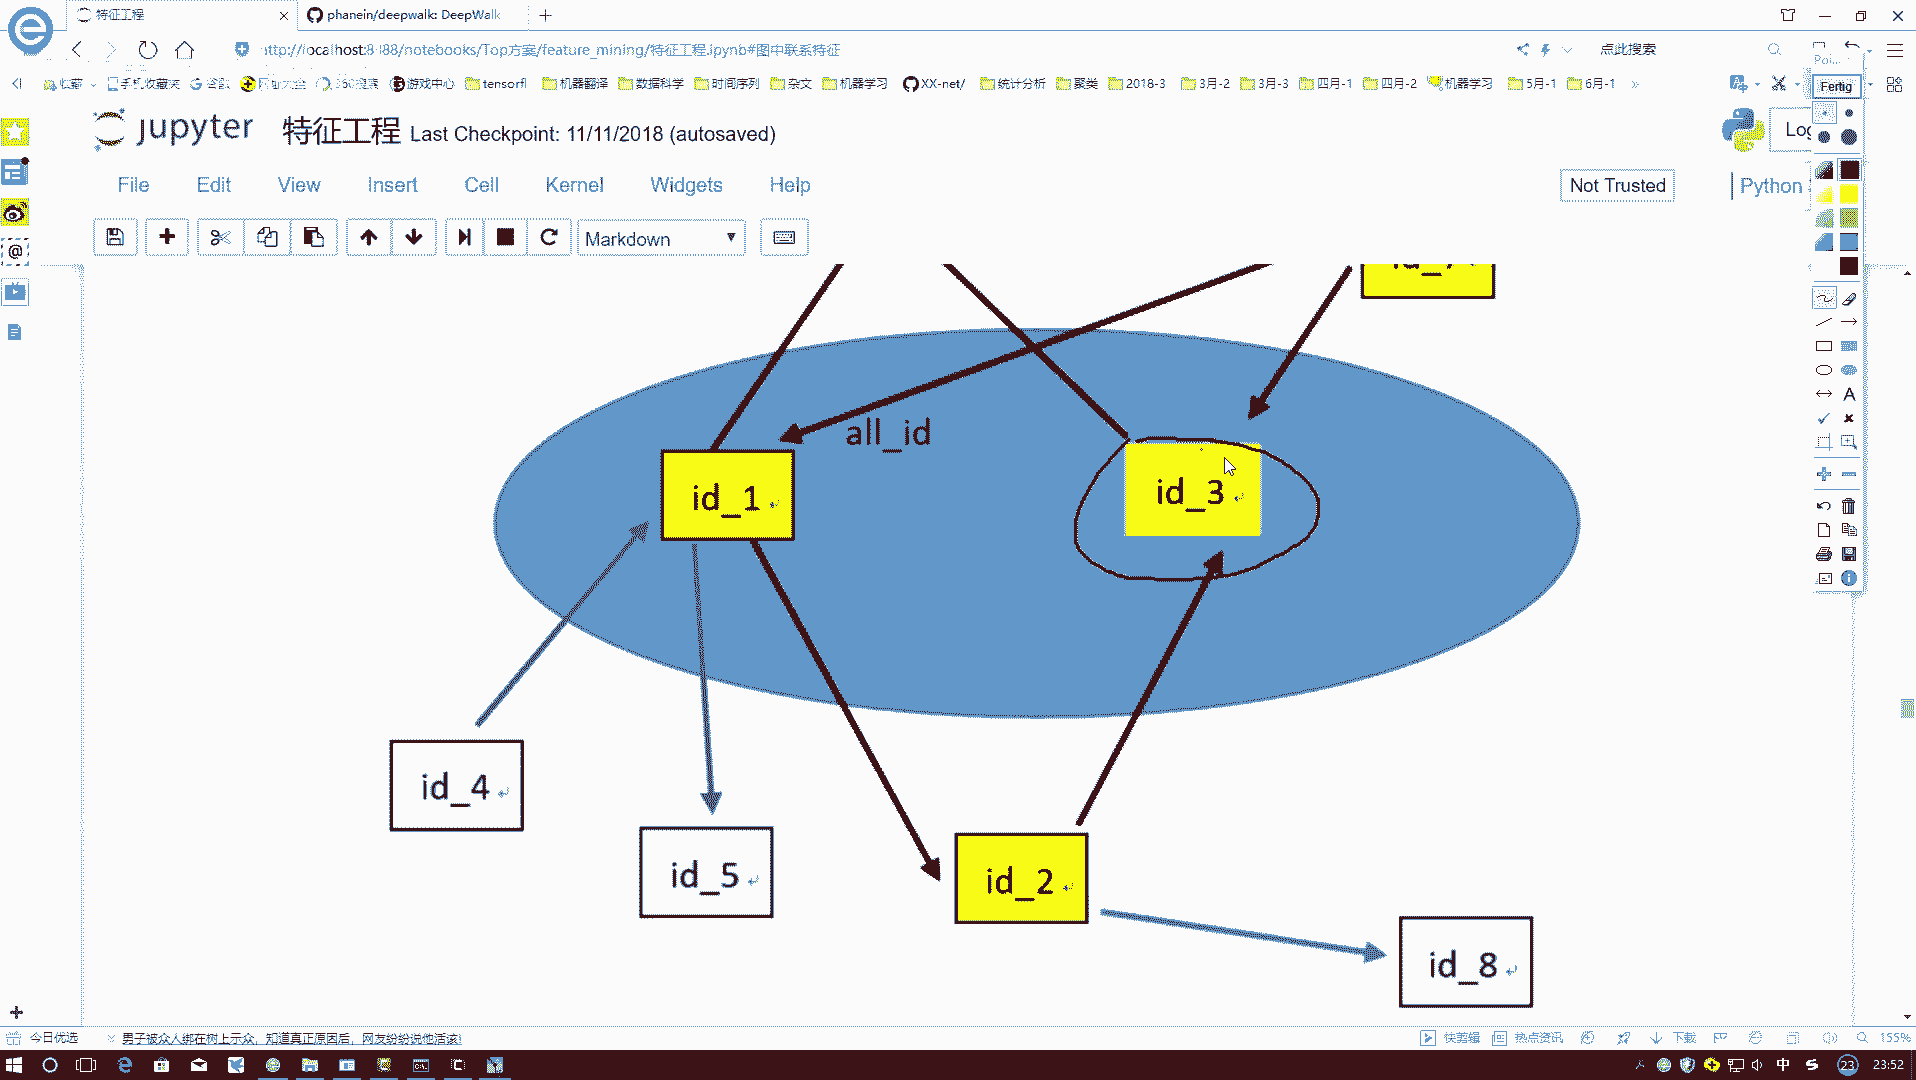 特征工程
phanein/deepwalk: DeepWalk
http://localhost:8888/notebooks/Top方案/feature_mining/特征工程.ipynb#图中联系特征
点此搜索
收藏 手机收藏夹 谷歌 网址大全 360搜索 游戏中心 tensorfl 机器翻译 数据科学 时间序列 杂文 机器学习 XX-net/ 统计分析 聚类 2018-3 3月-2 3月-3 四月-1 四月-2 机器学习 5月-1 6月-1 »
Poi...
Fertig
jupyter 特征工程 Last Checkpoint: 11/11/2018 (autosaved)
File Edit View Insert Cell Kernel Widgets Help
Not Trusted
Python
Markdown
all_id
id_1
id_3
id_4
id_5
id_2
id_8
今日优选
男子被众人绑在树上示众，知道真正原因后，网友纷纷说他活该!
快剪辑 热点资讯 下载 155%
中 23 23:52